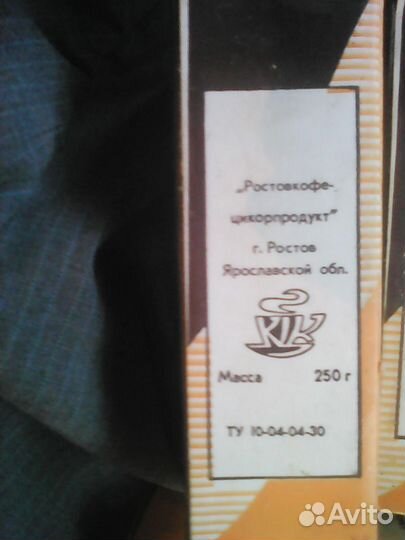 „Ростовкофе-
цикорпродукт"
г. Ростов
Ярославской обл.
Масса 250 г
ТУ 10-04-04-30
Avito